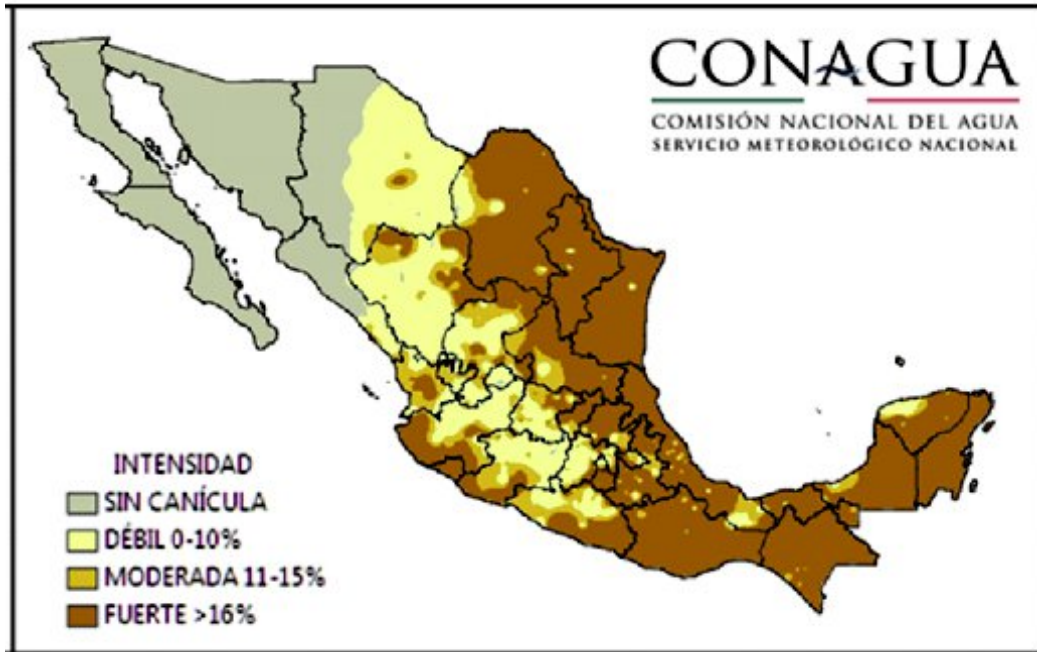 CONAGUA
COMISIÓN NACIONAL DEL AGUA
SERVICIO METEOROLÓGICO NACIONAL
INTENSIDAD
SIN CANÍCULA
DÉBIL 0-10%
MODERADA 11-15%
FUERTE >16%